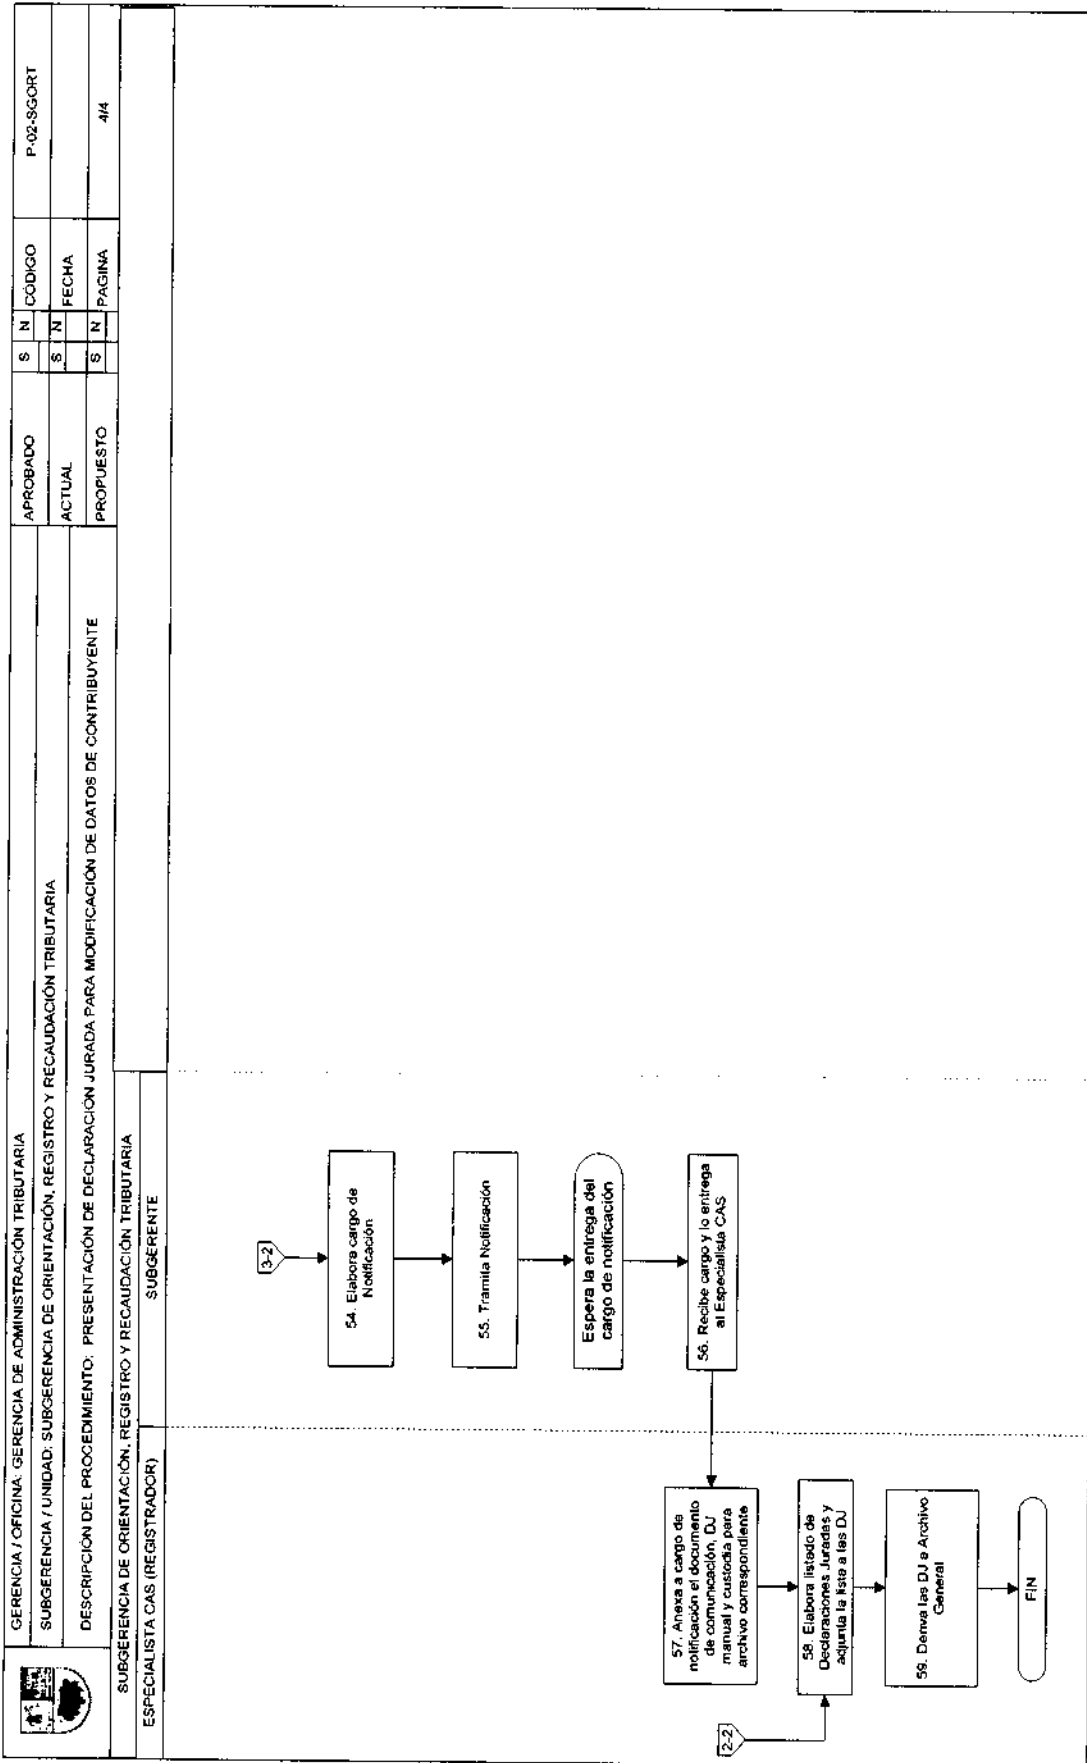 GERENCIA / OFICINA: GERENCIA DE ADMINISTRACIÓN TRIBUTARIA
APROBADO
S N
CÓDIGO
P-02-SGORT
SUBGERENCIA / UNIDAD: SUBGERENCIA DE ORIENTACIÓN, REGISTRO Y RECAUDACIÓN TRIBUTARIA
ACTUAL
S N
FECHA
DESCRIPCIÓN DEL PROCEDIMIENTO: PRESENTACIÓN DE DECLARACIÓN JURADA PARA MODIFICACIÓN DE DATOS DE CONTRIBUYENTE
PROPUESTO
S N
PAGINA
4/4
SUBGERENCIA DE ORIENTACIÓN, REGISTRO Y RECAUDACIÓN TRIBUTARIA
ESPECIALISTA CAS (REGISTRADOR)
SUBGERENTE
3-2
54. Elabora cargo de
Notificación
55. Tramita Notificación
Espera la entrega del
cargo de notificación
56. Recibe cargo y lo entrega
al Especialista CAS
57. Anexa a cargo de
notificación el documento
de comunicación, DJ
manual y custodia para
archivo correspondiente
2-2
58. Elabora listado de
Declaraciones Juradas y
adjunta la lista a las DJ
59. Deriva las DJ a Archivo
General
FIN